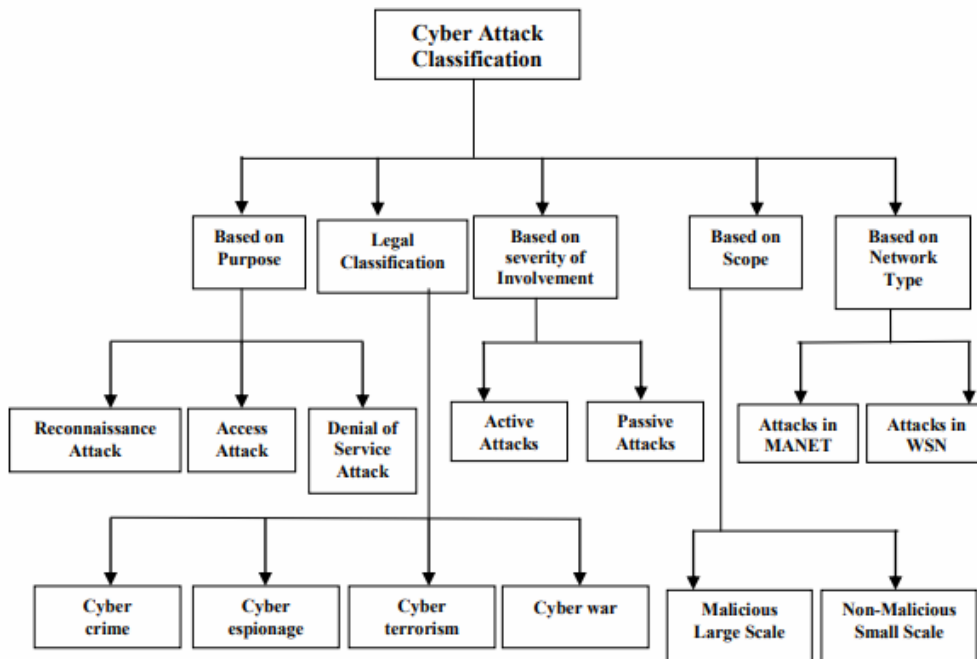 Cyber Attack
Classification
Based on
Purpose
Legal
Classification
Based on
severity of
Involvement
Based on
Scope
Based on
Network
Type
Reconnaissance
Attack
Access
Attack
Denial of
Service
Attack
Active
Attacks
Passive
Attacks
Attacks in
MANET
Attacks in
WSN
Cyber
crime
Cyber
espionage
Cyber
terrorism
Cyber war
Malicious
Large Scale
Non-Malicious
Small Scale